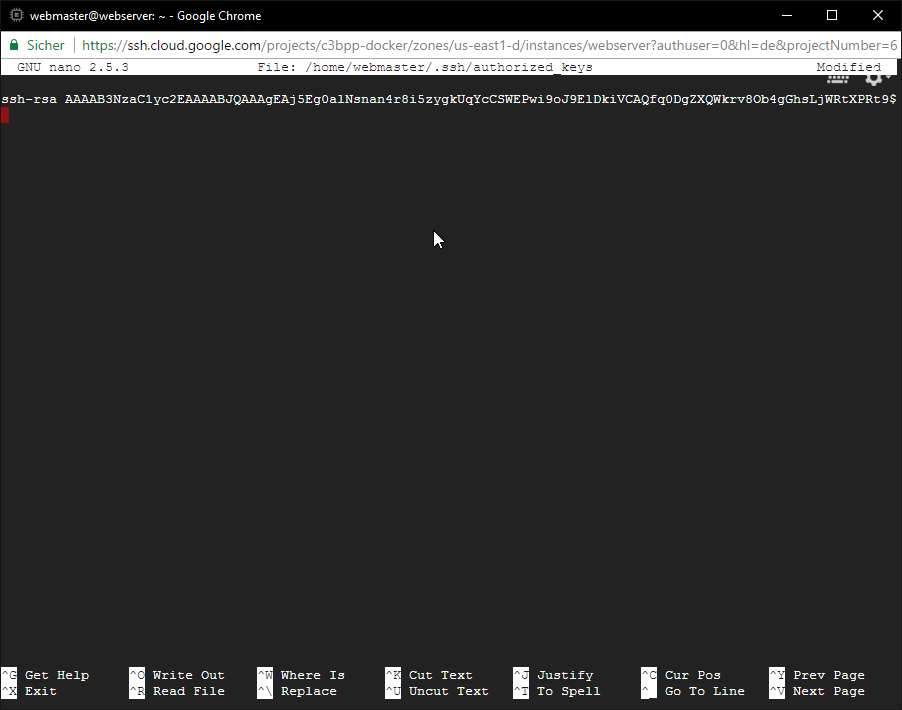 webmaster@webserver: ~ - Google Chrome
Sicher https://ssh.cloud.google.com/projects/c3bpp-docker/zones/us-east1-d/instances/webserver?authuser=0&hl=de&projectNumber=6
GNU nano 2.5.3 File: /home/webmaster/.ssh/authorized_keys Modified
ssh-rsa AAAAB3NzaC1yc2EAAAABJQAAAgEAj5Eg0alNsnan4r8i5zygkUqYcCSWEPwi9oJ9ElDkiVCAQfq0DgZXQWkrv8Ob4gGhsLjWRtXPRt9$
^G Get Help ^O Write Out ^W Where Is ^K Cut Text ^J Justify ^C Cur Pos ^Y Prev Page
^X Exit ^R Read File ^\ Replace ^U Uncut Text ^T To Spell ^_ Go To Line ^V Next Page